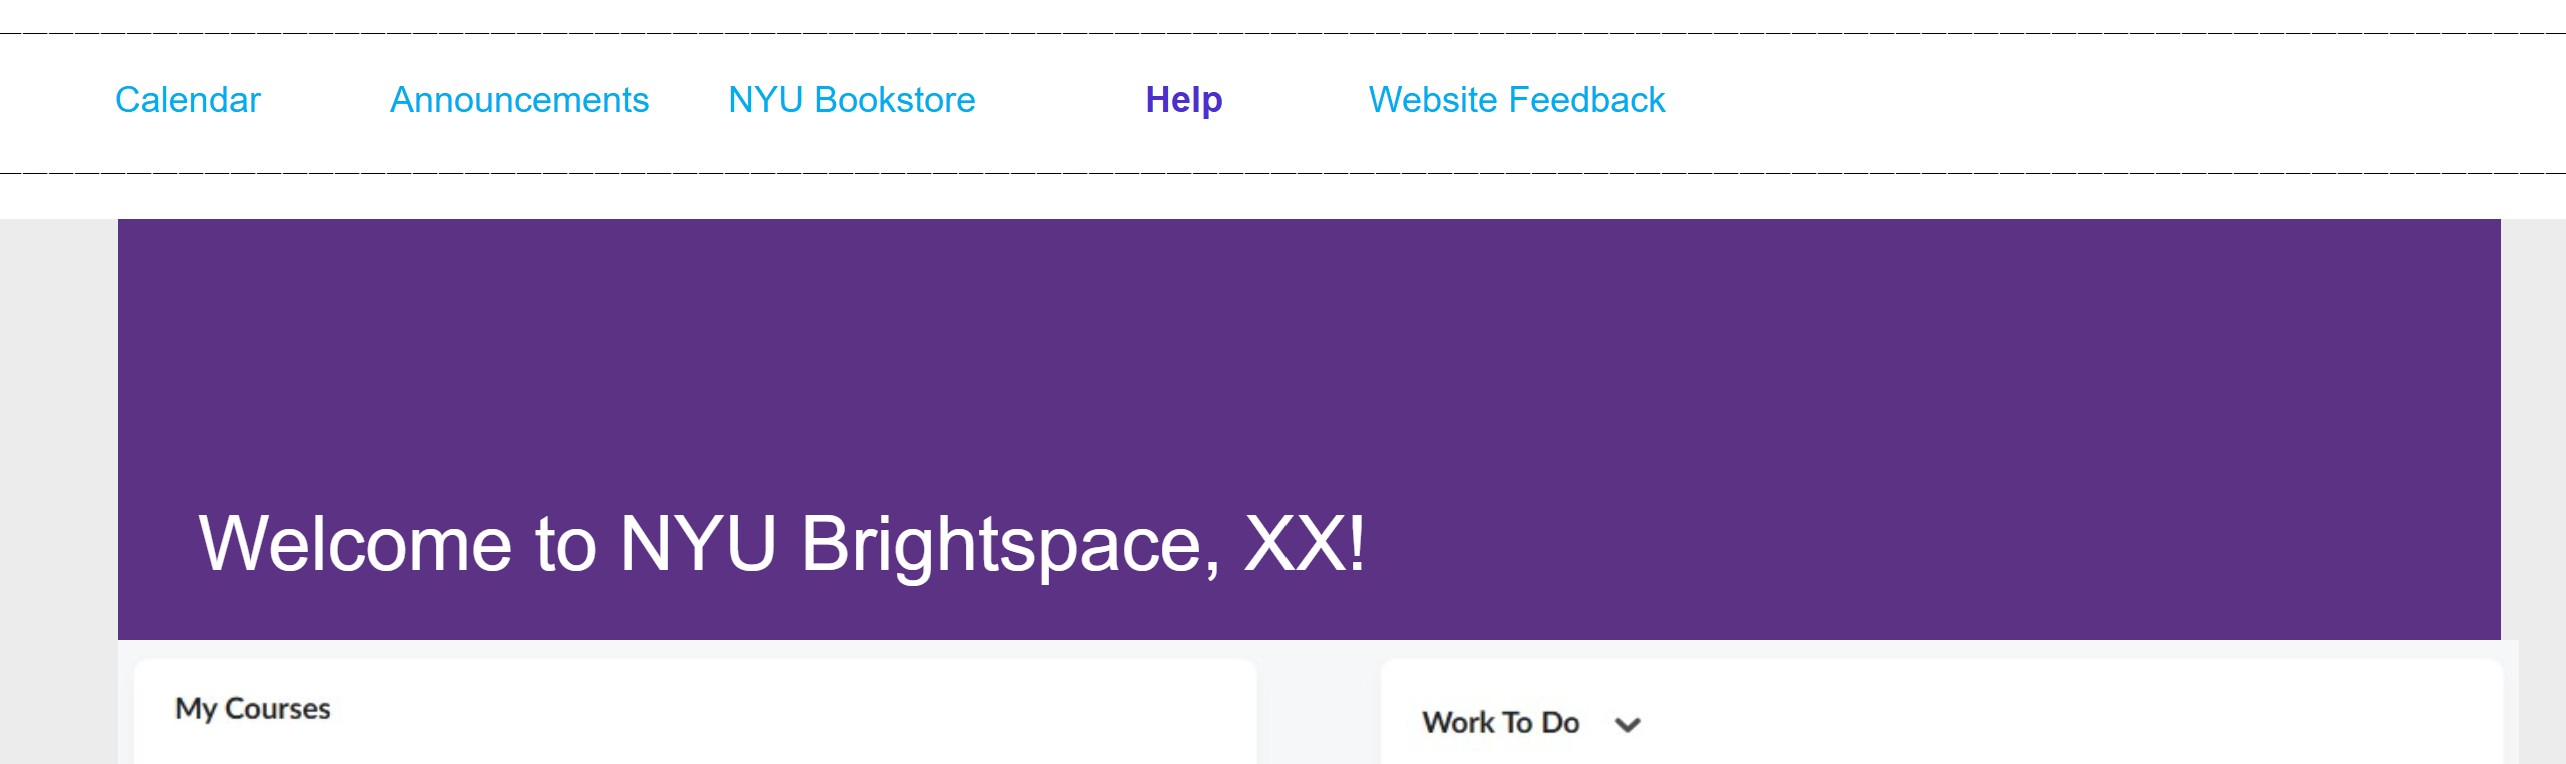 Calendar Announcements NYU Bookstore Help Website Feedback
Welcome to NYU Brightspace, XX!
My Courses
Work To Do